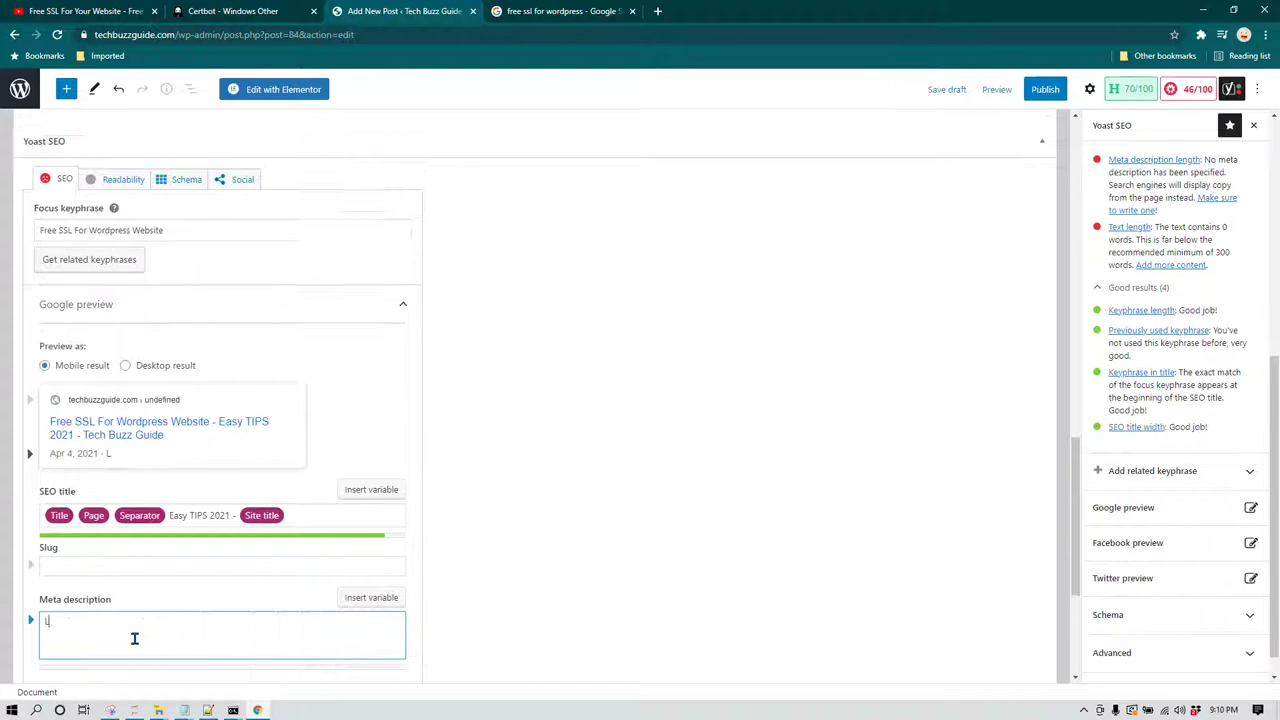 Free SSL For Your Website - Free
Certbot - Windows Other
Add New Post ‹ Tech Buzz Guide
free ssl for wordpress - Google S
techbuzzguide.com/wp-admin/post.php?post=84&action=edit
Bookmarks
Imported
Other bookmarks
Reading list
Edit with Elementor
Save draft
Preview
Publish
70/100
46/100
Yoast SEO
SEO
Readability
Schema
Social
Focus keyphrase
Free SSL For Wordpress Website
Get related keyphrases
Google preview
Preview as:
Mobile result
Desktop result
techbuzzguide.com › undefined
Free SSL For Wordpress Website - Easy TIPS
2021 - Tech Buzz Guide
Apr 4, 2021 · L
SEO title
Insert variable
Title Page Separator Easy TIPS 2021 - Site title
Slug
Meta description
Insert variable
L
Document
Yoast SEO
Meta description length: No meta
description has been specified.
Search engines will display copy
from the page instead. Make sure
to write one!
Text length: The text contains 0
words. This is far below the
recommended minimum of 300
words. Add more content.
Good results (4)
Keyphrase length: Good job!
Previously used keyphrase: You've
not used this keyphrase before, very
good.
Keyphrase in title: The exact match
of the focus keyphrase appears at
the beginning of the SEO title.
Good job!
SEO title width: Good job!
Add related keyphrase
Google preview
Facebook preview
Twitter preview
Schema
Advanced
9:10 PM